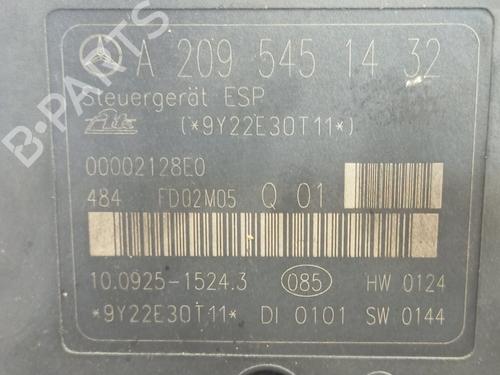 A 209 545 14 32
Steuergerät ESP
Ate (*9Y22E30T11*)
00002128E0
484 FD02M05 Q 01
10.0925-1524.3 085 HW 0124
*9Y22E30T11* DI 0101 SW 0144
B-PARTS